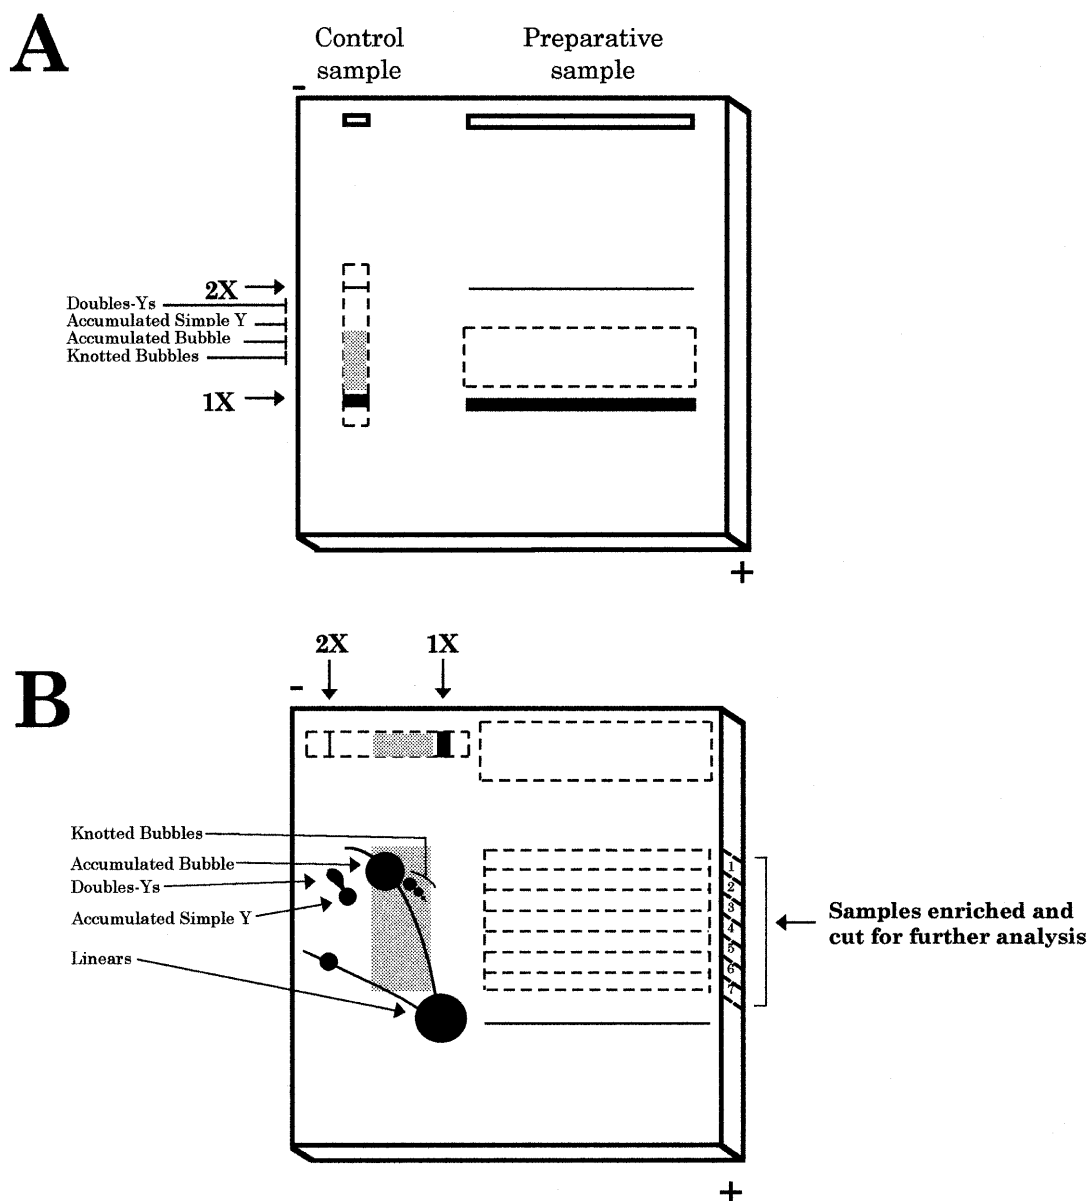 A
Control
sample
Preparative
sample
-
2X
Doubles-Ys
Accumulated Simple Y
Accumulated Bubble
Knotted Bubbles
1X
+
B
2X
1X
-
Knotted Bubbles
Accumulated Bubble
Doubles-Ys
Accumulated Simple Y
Linears
1
2
3
4
5
6
7
Samples enriched and
cut for further analysis
+